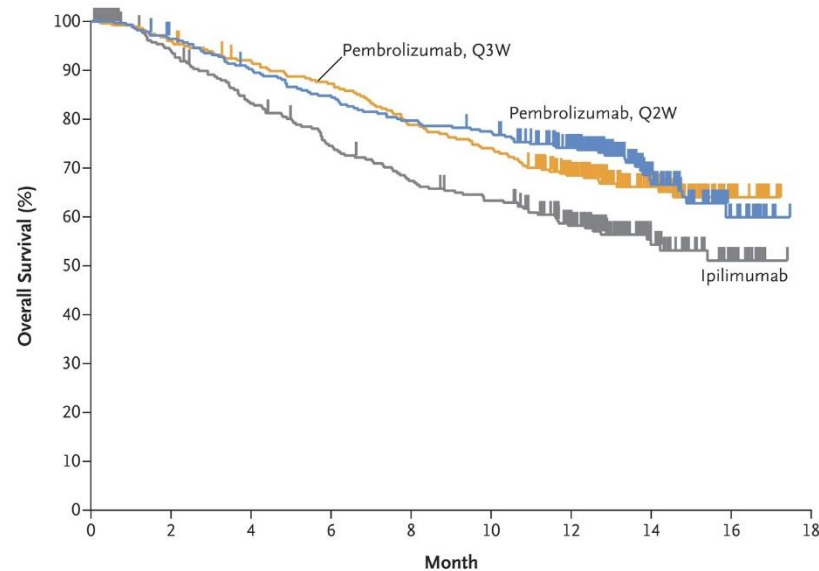 100
90
80
70
60
50
40
30
20
10
0
Overall Survival (%)
Pembrolizumab, Q3W
Pembrolizumab, Q2W
Ipilimumab
0 2 4 6 8 10 12 14 16 18
Month